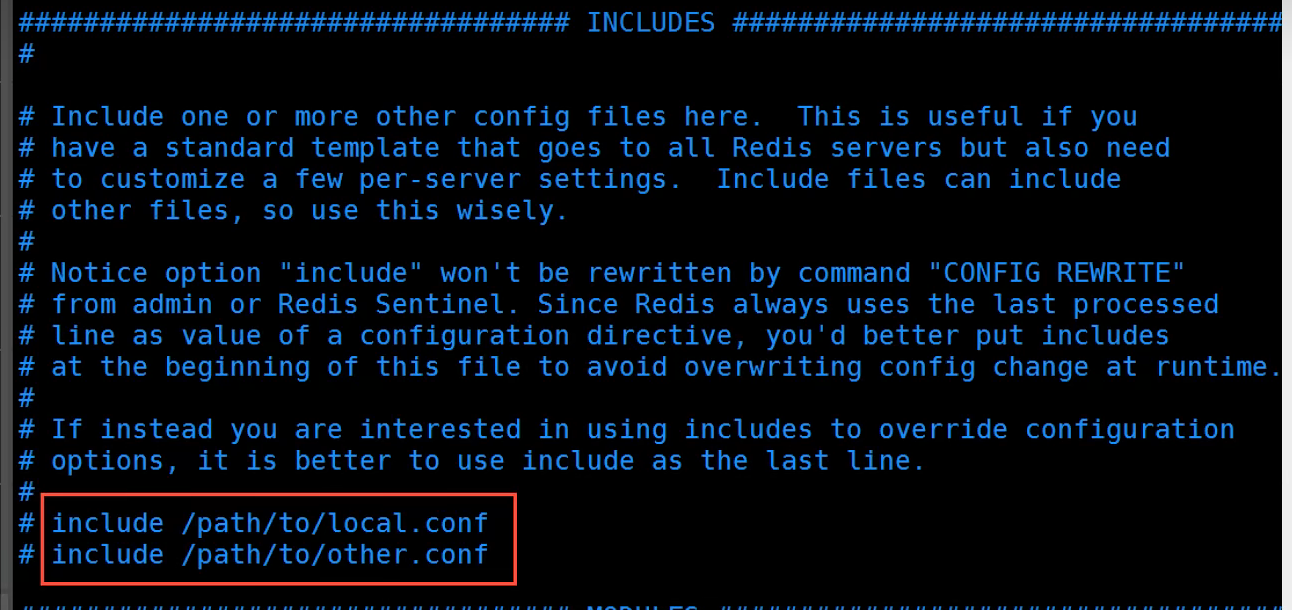 ################################## INCLUDES ##################################
#
# Include one or more other config files here.  This is useful if you
# have a standard template that goes to all Redis servers but also need
# to customize a few per-server settings.  Include files can include
# other files, so use this wisely.
#
# Notice option "include" won't be rewritten by command "CONFIG REWRITE"
# from admin or Redis Sentinel. Since Redis always uses the last processed
# line as value of a configuration directive, you'd better put includes
# at the beginning of this file to avoid overwriting config change at runtime.
#
# If instead you are interested in using includes to override configuration
# options, it is better to use include as the last line.
#
# include /path/to/local.conf
# include /path/to/other.conf
################################## MODULES ##################################